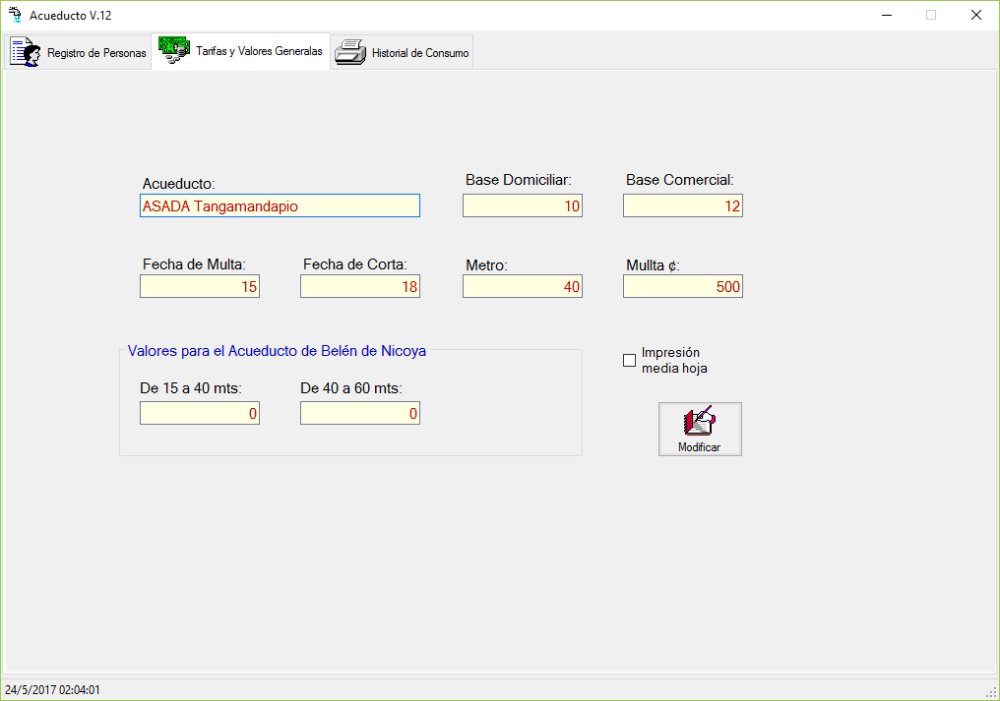 Acueducto V.12
Registro de Personas
Tarifas y Valores Generalas
Historial de Consumo
Acueducto:
Base Domiciliar:
Base Comercial:
ASADA Tangamandapio
10
12
Fecha de Multa:
Fecha de Corta:
Metro:
Mullta ¢:
15
18
40
500
Valores para el Acueducto de Belén de Nicoya
De 15 a 40 mts:
De 40 a 60 mts:
0
0
Impresión
media hoja
Modificar
24/5/2017 02:04:01